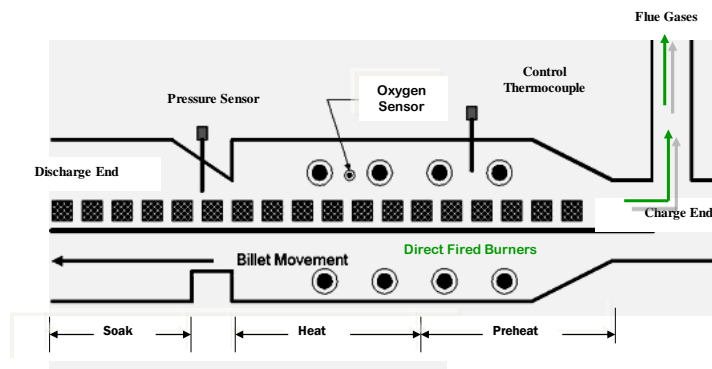 Flue Gases
Control
Thermocouple
Oxygen
Sensor
Pressure Sensor
Discharge End
Charge End
Direct Fired Burners
Billet Movement
Soak
Heat
Preheat